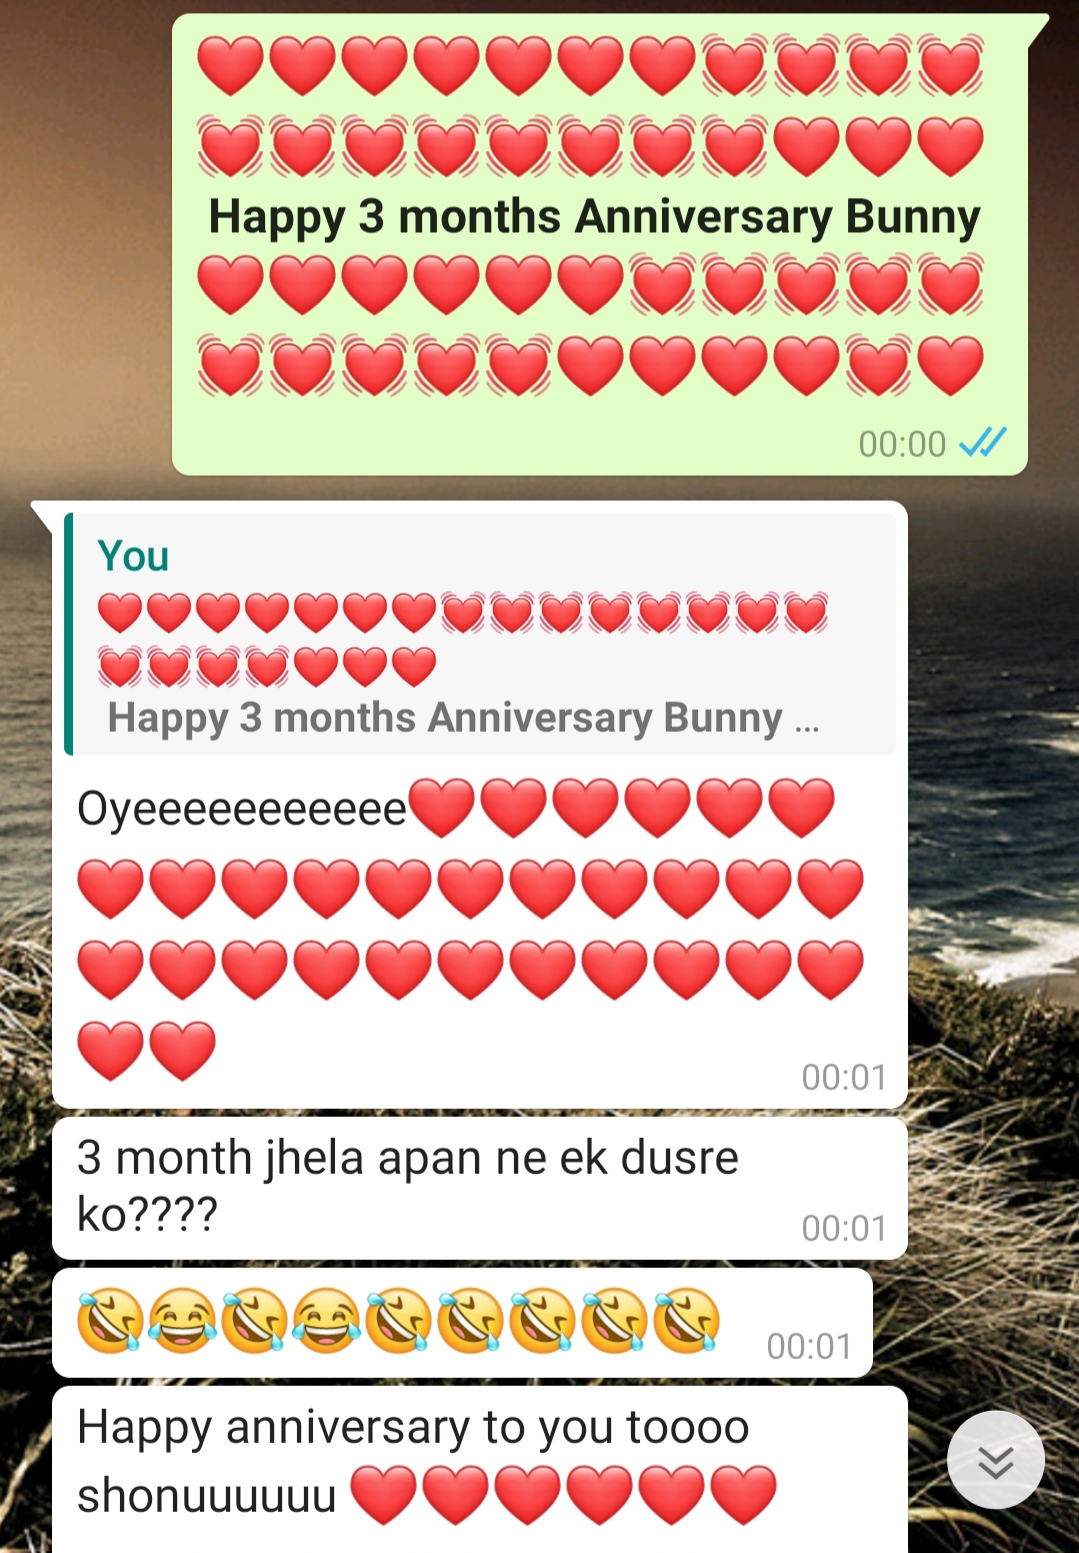 ❤️❤️❤️❤️❤️❤️❤️💓💓💓💓
💓💓💓💓💓💓💓💓❤️❤️❤️
Happy 3 months Anniversary Bunny
❤️❤️❤️❤️❤️❤️💓💓💓💓💓
💓💓💓💓💓❤️❤️❤️❤️💓❤️
00:00
You
❤️❤️❤️❤️❤️❤️❤️💓💓💓💓💓💓💓💓
💓💓💓💓❤️❤️❤️
Happy 3 months Anniversary Bunny ...
Oyeeeeeeeeeee❤️❤️❤️❤️❤️❤️
❤️❤️❤️❤️❤️❤️❤️❤️❤️❤️❤️
❤️❤️❤️❤️❤️❤️❤️❤️❤️❤️❤️
❤️❤️
00:01
3 month jhela apan ne ek dusre
ko????
00:01
🤣😂🤣😂🤣🤣🤣🤣🤣
00:01
Happy anniversary to you toooo
shonuuuuuu ❤️❤️❤️❤️❤️❤️